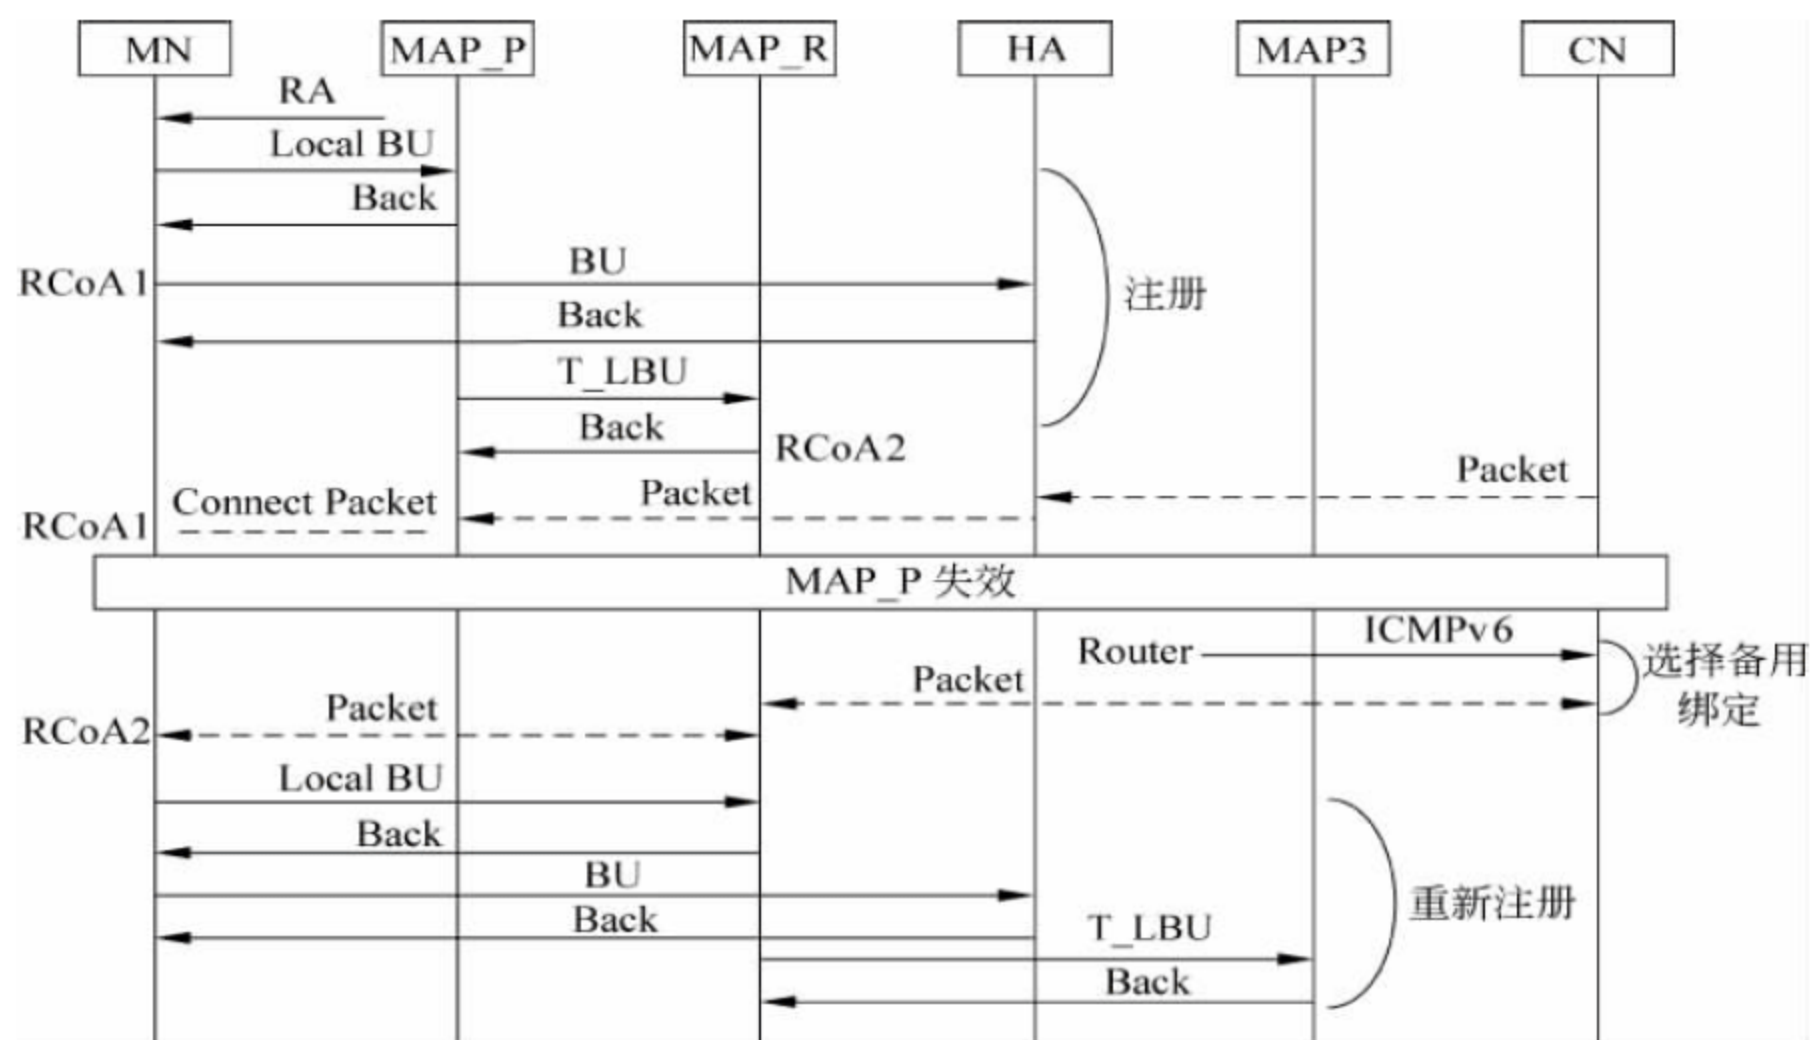 MN
MAP_P
MAP_R
HA
MAP3
CN
RA
Local BU
Back
BU
RCoA1
注册
Back
T_LBU
Back
RCoA2
Packet
Packet
Connect Packet
RCoA1
MAP_P 失效
ICMPv6
Router
选择备用
绑定
Packet
Packet
RCoA2
Local BU
Back
BU
重新注册
Back
T_LBU
Back